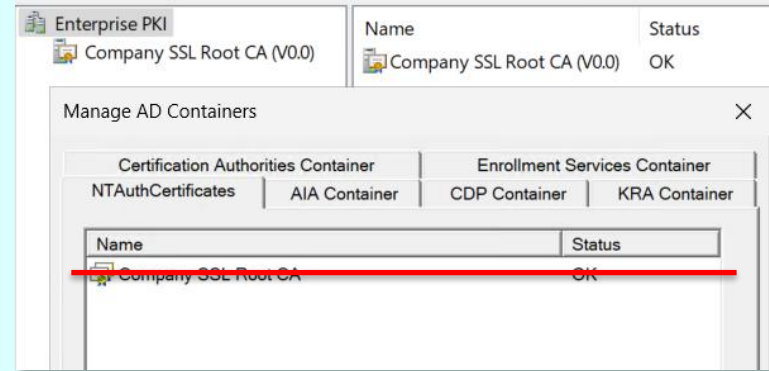 Enterprise PKI
Company SSL Root CA (V0.0)
Name Status
Company SSL Root CA (V0.0) OK
Manage AD Containers
Certification Authorities Container Enrollment Services Container
NTAuthCertificates AIA Container CDP Container KRA Container
Name Status
Company SSL Root CA OK